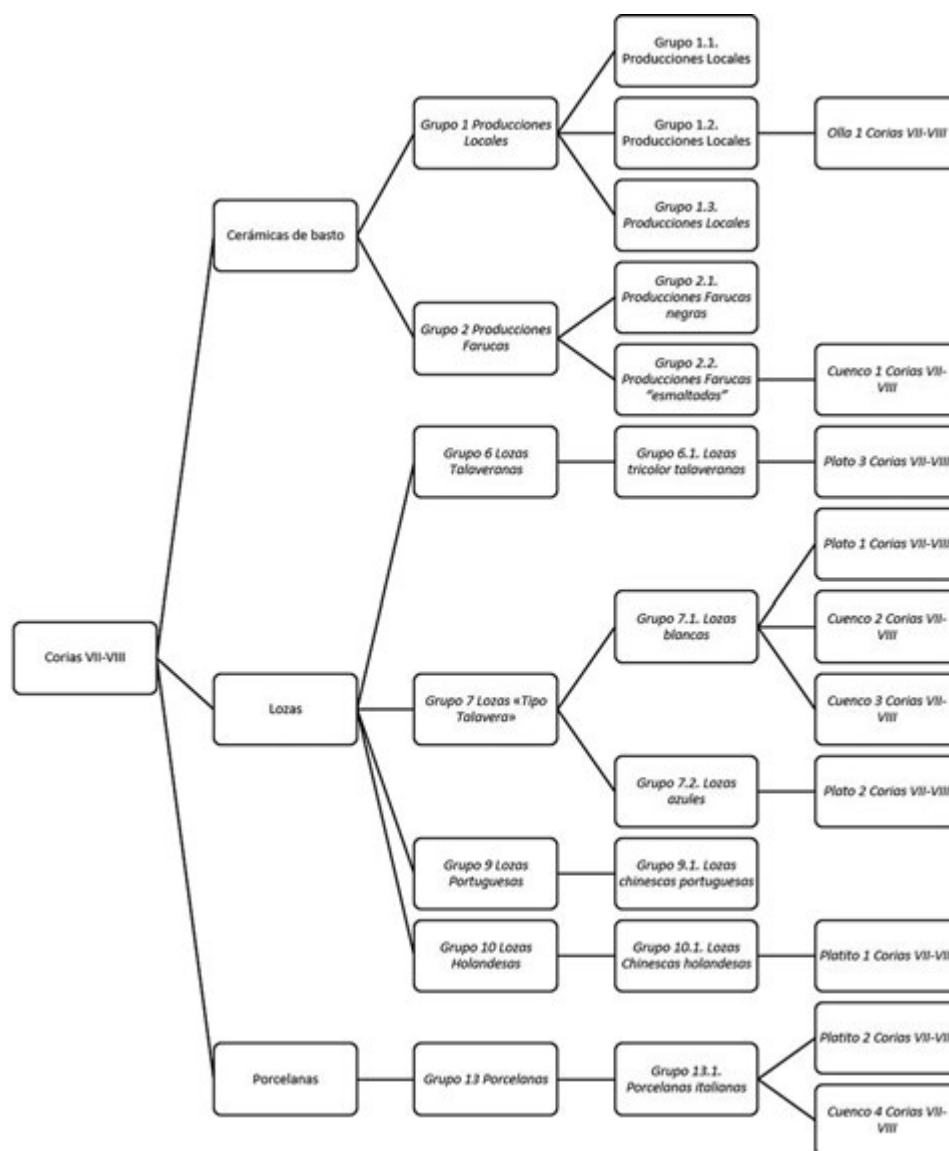 Grupo 1.1.
Producciones Locales
Grupo 1 Producciones
Locales
Grupo 1.2.
Producciones Locales
Olla 1 Corias VII-VIII
Grupo 1.3.
Producciones Locales
Cerámicas de basto
Grupo 2.1.
Producciones Farucas
negras
Grupo 2 Producciones
Farucas
Grupo 2.2.
Producciones Farucas
“esmaltadas”
Cuenco 1 Corias VII-
VIII
Grupo 6 Lozas
Talaveranas
Grupo 6.1. Lozas
tricolor talaveranas
Plato 3 Corias VII-VIII
Plato 1 Corias VII-VIII
Grupo 7.1. Lozas
blancas
Cuenco 2 Corias VII-
VIII
Corias VII-VIII
Lozas
Grupo 7 Lozas «Tipo
Talavera»
Cuenco 3 Corias VII-
VIII
Grupo 7.2. Lozas
azules
Plato 2 Corias VII-VIII
Grupo 9 Lozas
Portuguesas
Grupo 9.1. Lozas
chinescas portuguesas
Grupo 10 Lozas
Holandesas
Grupo 10.1. Lozas
Chinescas holandesas
Platito 1 Corias VII-VII
Platito 2 Corias VII-VII
Porcelanas
Grupo 13 Porcelanas
Grupo 13.1.
Porcelanas italianas
Cuenco 4 Corias VII-
VIII